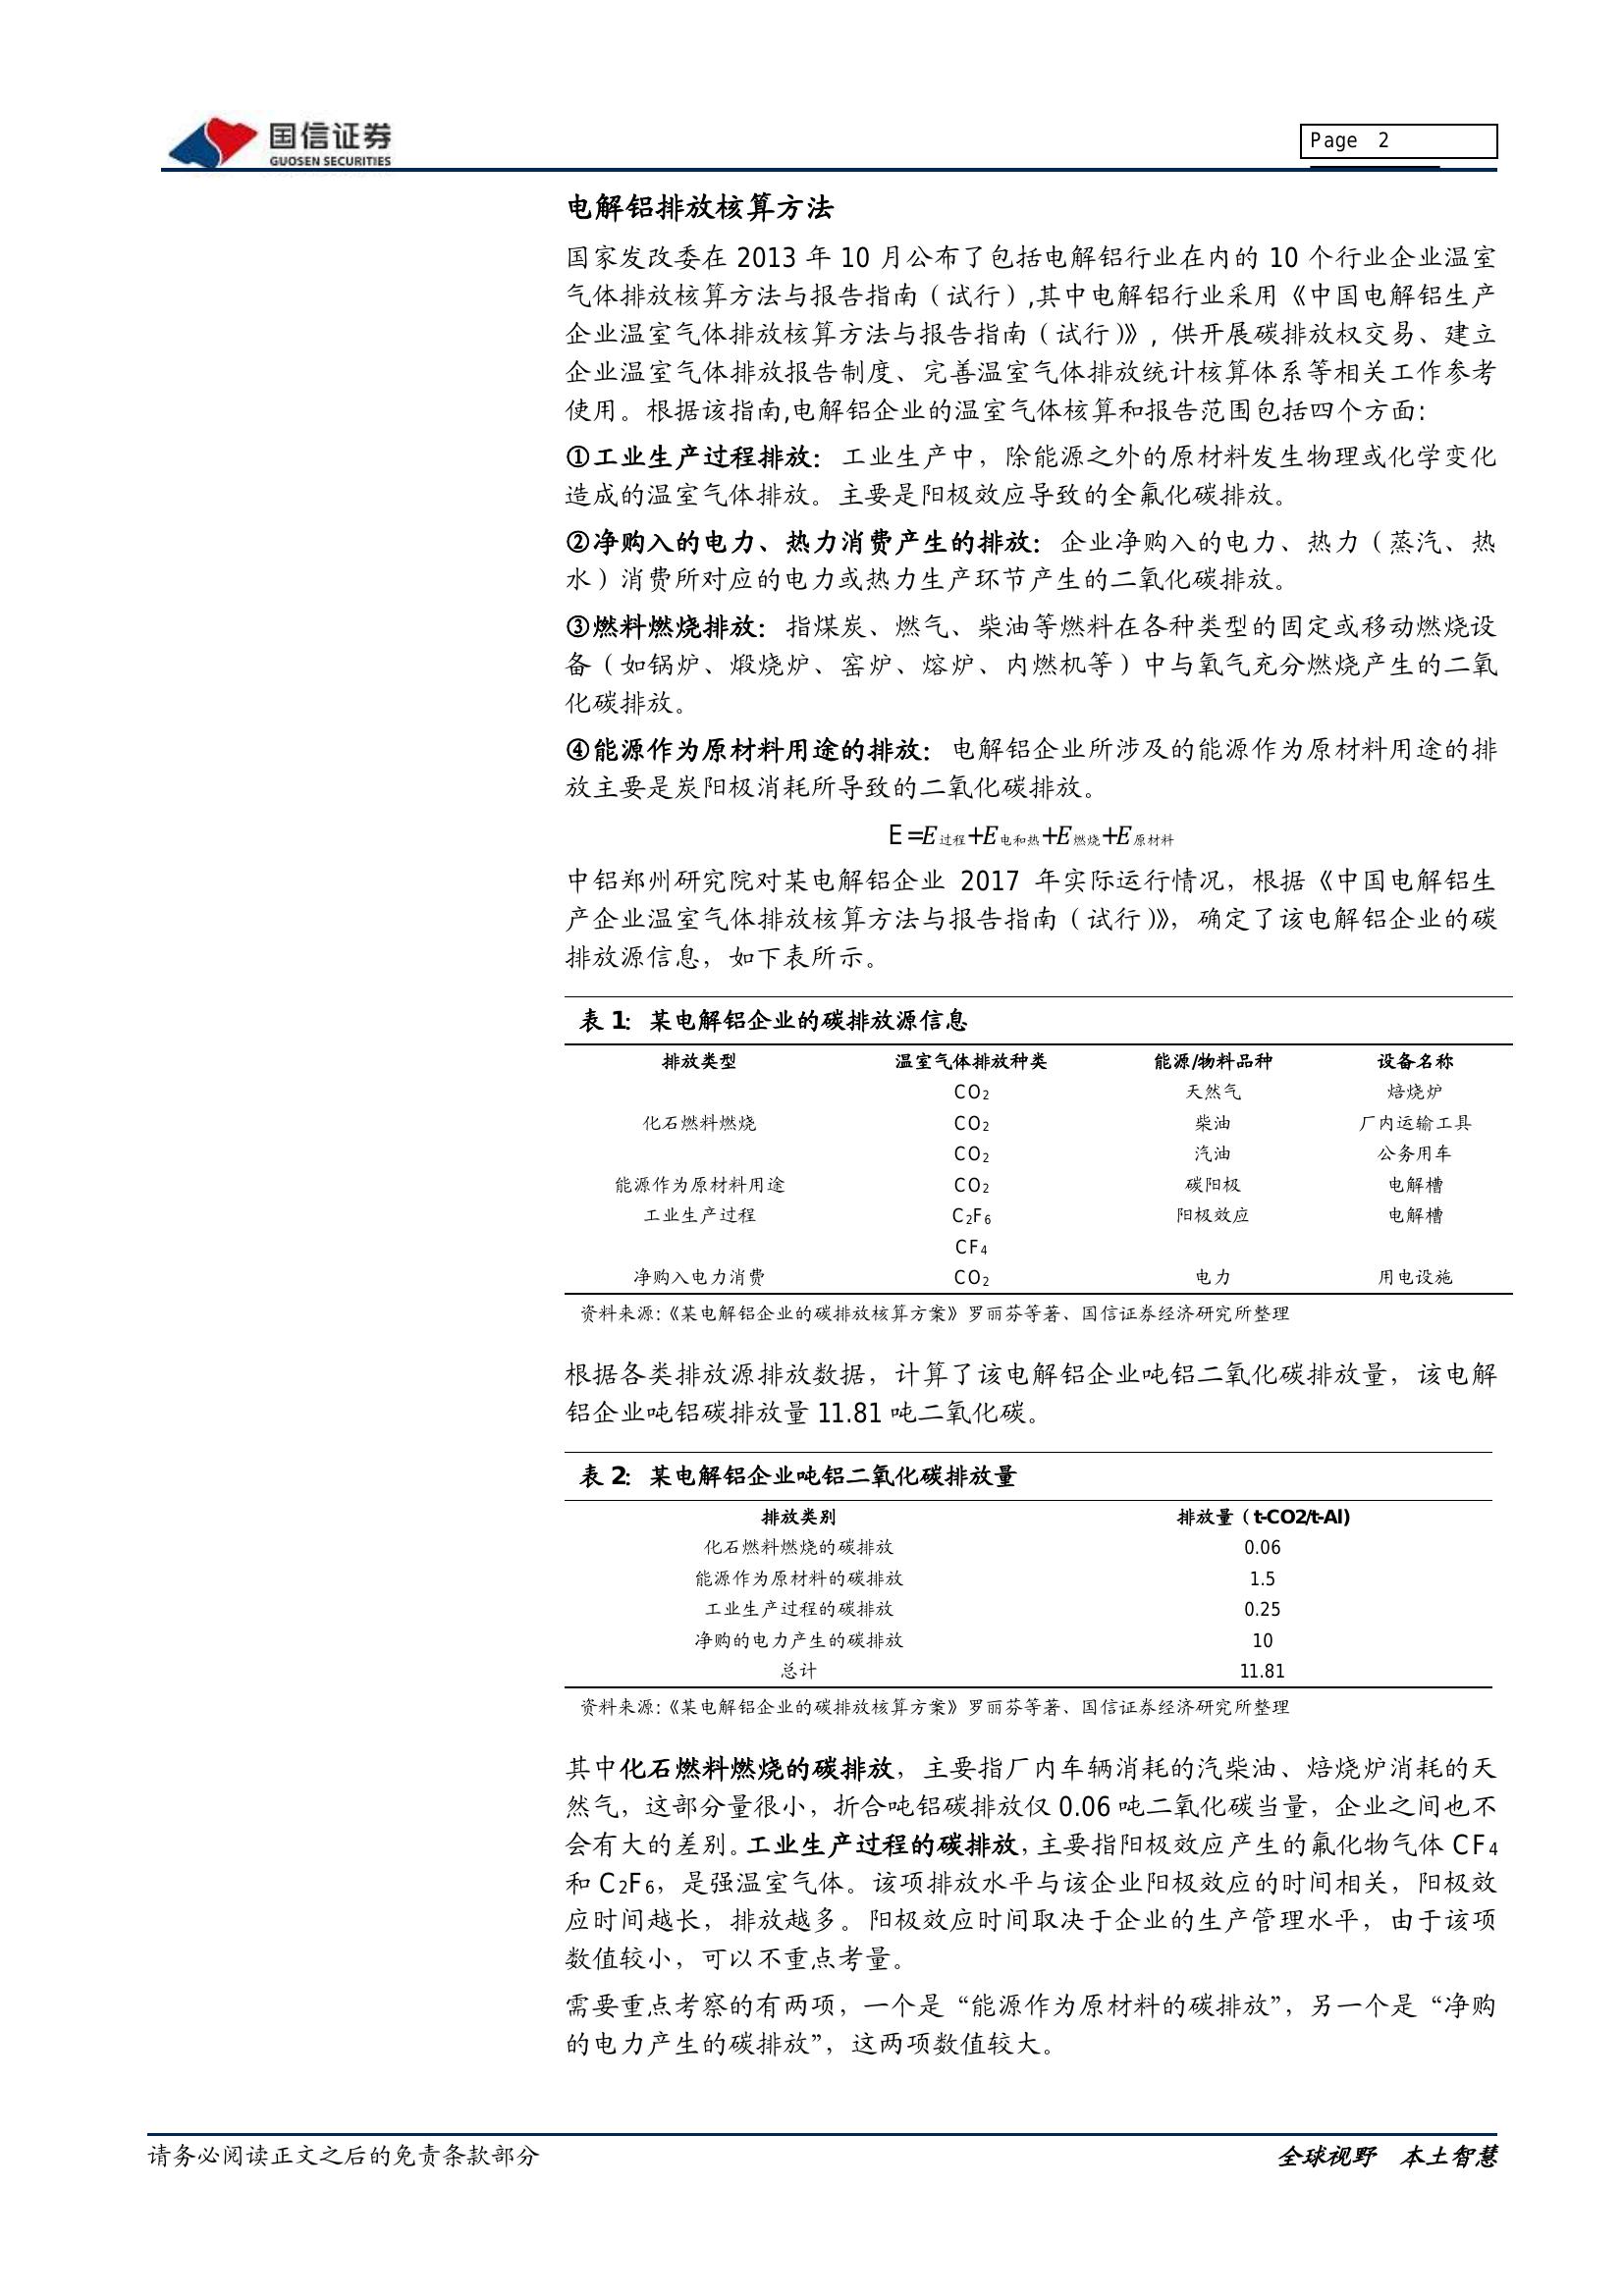 国信证券
GUOSEN SECURITIES
Page 2
电解铝排放核算方法
国家发改委在 2013 年 10 月公布了包括电解铝行业在内的 10 个行业企业温室
气体排放核算方法与报告指南（试行）,其中电解铝行业采用《中国电解铝生产
企业温室气体排放核算方法与报告指南（试行）》, 供开展碳排放权交易、建立
企业温室气体排放报告制度、完善温室气体排放统计核算体系等相关工作参考
使用。根据该指南,电解铝企业的温室气体核算和报告范围包括四个方面:
①工业生产过程排放：工业生产中，除能源之外的原材料发生物理或化学变化
造成的温室气体排放。主要是阳极效应导致的全氟化碳排放。
②净购入的电力、热力消费产生的排放：企业净购入的电力、热力（蒸汽、热
水）消费所对应的电力或热力生产环节产生的二氧化碳排放。
③燃料燃烧排放：指煤炭、燃气、柴油等燃料在各种类型的固定或移动燃烧设
备（如锅炉、煅烧炉、窑炉、熔炉、内燃机等）中与氧气充分燃烧产生的二氧
化碳排放。
④能源作为原材料用途的排放：电解铝企业所涉及的能源作为原材料用途的排
放主要是炭阳极消耗所导致的二氧化碳排放。
E=E过程+E电和热+E燃烧+E原材料
中铝郑州研究院对某电解铝企业 2017 年实际运行情况，根据《中国电解铝生
产企业温室气体排放核算方法与报告指南（试行）》，确定了该电解铝企业的碳
排放源信息，如下表所示。
表 1：某电解铝企业的碳排放源信息
排放类型 温室气体排放种类 能源/物料品种 设备名称
CO₂ 天然气 焙烧炉
化石燃料燃烧 CO₂ 柴油 厂内运输工具
CO₂ 汽油 公务用车
能源作为原材料用途 CO₂ 碳阳极 电解槽
工业生产过程 C₂F₆ 阳极效应 电解槽
CF₄
净购入电力消费 CO₂ 电力 用电设施
资料来源:《某电解铝企业的碳排放核算方案》罗丽芬等著、国信证券经济研究所整理
根据各类排放源排放数据，计算了该电解铝企业吨铝二氧化碳排放量，该电解
铝企业吨铝碳排放量 11.81 吨二氧化碳。
表 2：某电解铝企业吨铝二氧化碳排放量
排放类别 排放量（t-CO2/t-Al)
化石燃料燃烧的碳排放 0.06
能源作为原材料的碳排放 1.5
工业生产过程的碳排放 0.25
净购的电力产生的碳排放 10
总计 11.81
资料来源:《某电解铝企业的碳排放核算方案》罗丽芬等著、国信证券经济研究所整理
其中化石燃料燃烧的碳排放，主要指厂内车辆消耗的汽柴油、焙烧炉消耗的天
然气，这部分量很小，折合吨铝碳排放仅 0.06 吨二氧化碳当量，企业之间也不
会有大的差别。工业生产过程的碳排放，主要指阳极效应产生的氟化物气体 CF₄
和 C₂F₆，是强温室气体。该项排放水平与该企业阳极效应的时间相关，阳极效
应时间越长，排放越多。阳极效应时间取决于企业的生产管理水平，由于该项
数值较小，可以不重点考量。
需要重点考察的有两项，一个是“能源作为原材料的碳排放”，另一个是“净购
的电力产生的碳排放”，这两项数值较大。
请务必阅读正文之后的免责条款部分
全球视野 本土智慧